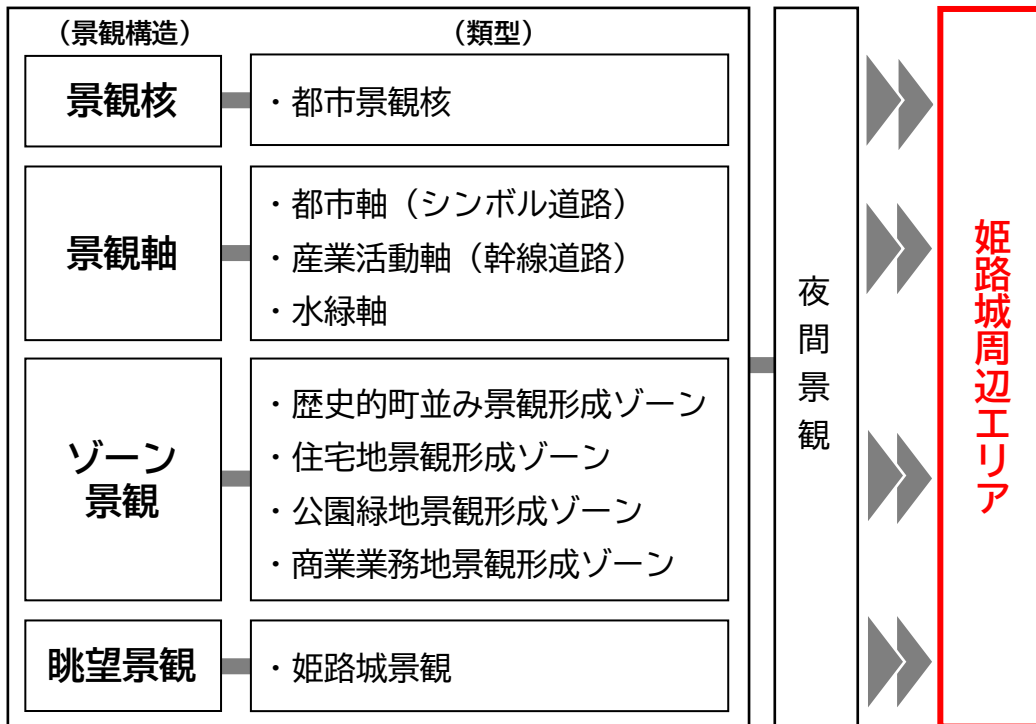 （景観構造）
（類型）
景観核
・都市景観核
景観軸
・都市軸（シンボル道路）
・産業活動軸（幹線道路）
・水緑軸
ゾーン
景観
・歴史的町並み景観形成ゾーン
・住宅地景観形成ゾーン
・公園緑地景観形成ゾーン
・商業業務地景観形成ゾーン
眺望景観
・姫路城景観
夜間景観
姫路城周辺エリア